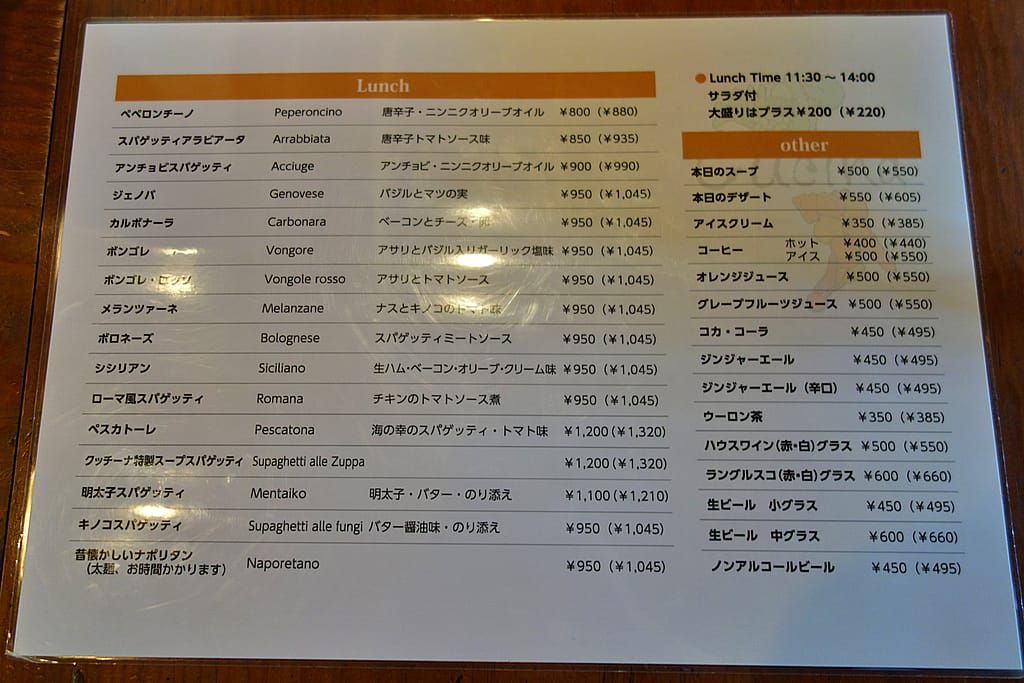 Lunch
ペペロンチーノ Peperoncino 唐辛子・ニンニクオリーブオイル ¥800（¥880）
スパゲッティアラビアータ Arrabbiata 唐辛子トマトソース味 ¥850（¥935）
アンチョビスパゲッティ Acciuge アンチョビ・ニンニクオリーブオイル ¥900（¥990）
ジェノバ Genovese バジルとマツの実 ¥950（¥1,045）
カルボナーラ Carbonara ベーコンとチーズ・卵 ¥950（¥1,045）
ボンゴレ Vongore アサリとバジル入りガーリック塩味 ¥950（¥1,045）
ボンゴレ・ロッソ Vongole rosso アサリとトマトソース ¥950（¥1,045）
メランツァーネ Melanzane ナスとキノコのトマト味 ¥950（¥1,045）
ボロネーズ Bolognese スパゲッティミートソース ¥950（¥1,045）
シシリアン Siciliano 生ハム・ベーコン・オリーブ・クリーム味 ¥950（¥1,045）
ローマ風スパゲッティ Romana チキンのトマトソース煮 ¥950（¥1,045）
ペスカトーレ Pescatona 海の幸のスパゲッティ・トマト味 ¥1,200（¥1,320）
クッチーナ特製スープスパゲッティ Supaghetti alle Zuppa ¥1,200（¥1,320）
明太子スパゲッティ Mentaiko 明太子・バター・のり添え ¥1,100（¥1,210）
キノコスパゲッティ Supaghetti alle fungi バター醤油味・のり添え ¥950（¥1,045）
昔懐かしいナポリタン Naporetano ¥950（¥1,045）
（太麺、お時間かかります）
●Lunch Time 11:30～14:00
サラダ付
大盛りはプラス¥200（¥220）
other
本日のスープ ¥500（¥550）
本日のデザート ¥550（¥605）
アイスクリーム ¥350（¥385）
コーヒー ホット ¥400（¥440）
アイス ¥500（¥550）
オレンジジュース ¥500（¥550）
グレープフルーツジュース ¥500（¥550）
コカ・コーラ ¥450（¥495）
ジンジャーエール ¥450（¥495）
ジンジャーエール（辛口） ¥450（¥495）
ウーロン茶 ¥350（¥385）
ハウスワイン（赤・白）グラス ¥500（¥550）
ラングルスコ（赤・白）グラス ¥600（¥660）
生ビール 小グラス ¥450（¥495）
生ビール 中グラス ¥600（¥660）
ノンアルコールビール ¥450（¥495）